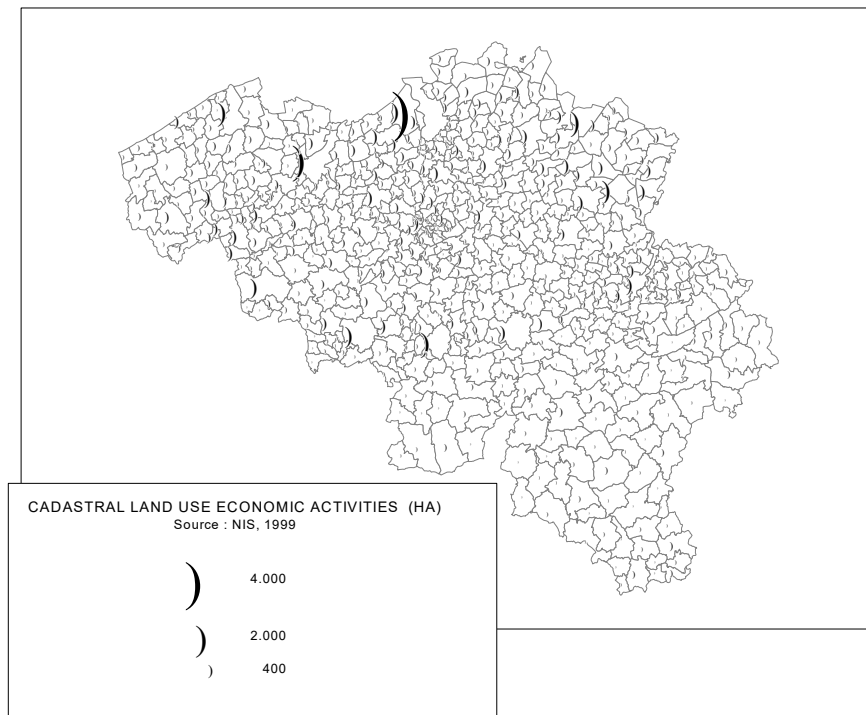 CADASTRAL LAND USE ECONOMIC ACTIVITIES (HA)
Source : NIS, 1999
4.000
2.000
400